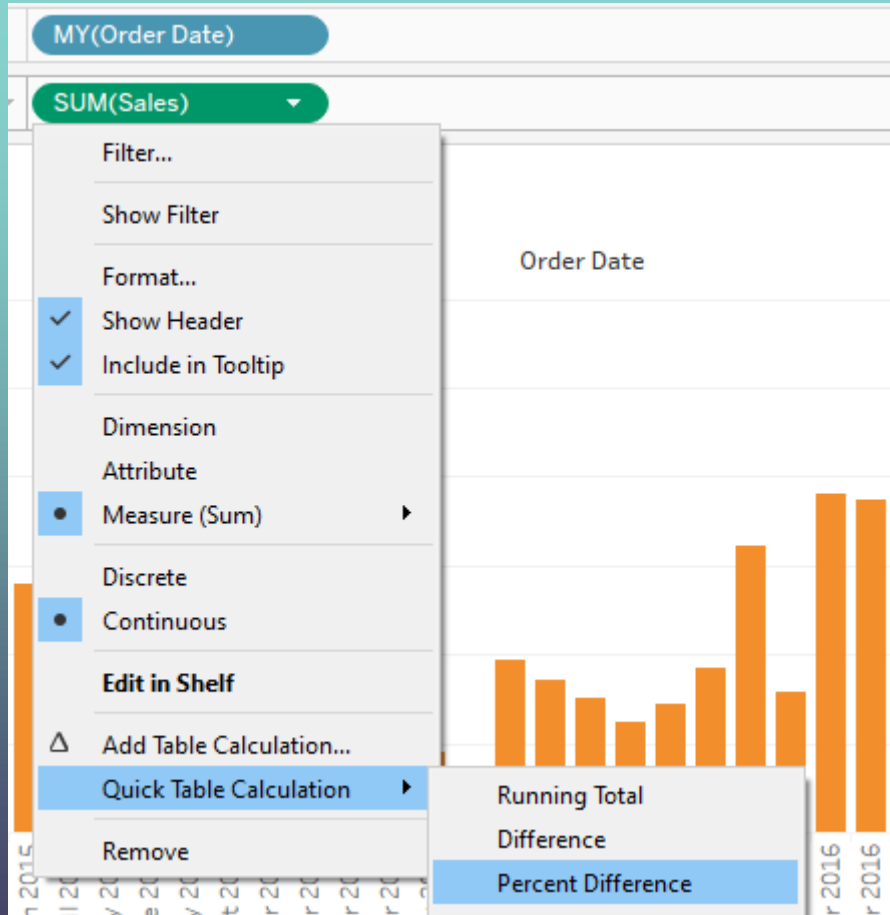 MY(Order Date)
SUM(Sales)
Filter...
Show Filter
Order Date
Format...
Show Header
Include in Tooltip
Dimension
Attribute
Measure (Sum)
Discrete
Continuous
Edit in Shelf
Add Table Calculation...
Quick Table Calculation
Running Total
Remove
Difference
Percent Difference
2015
2016
2016